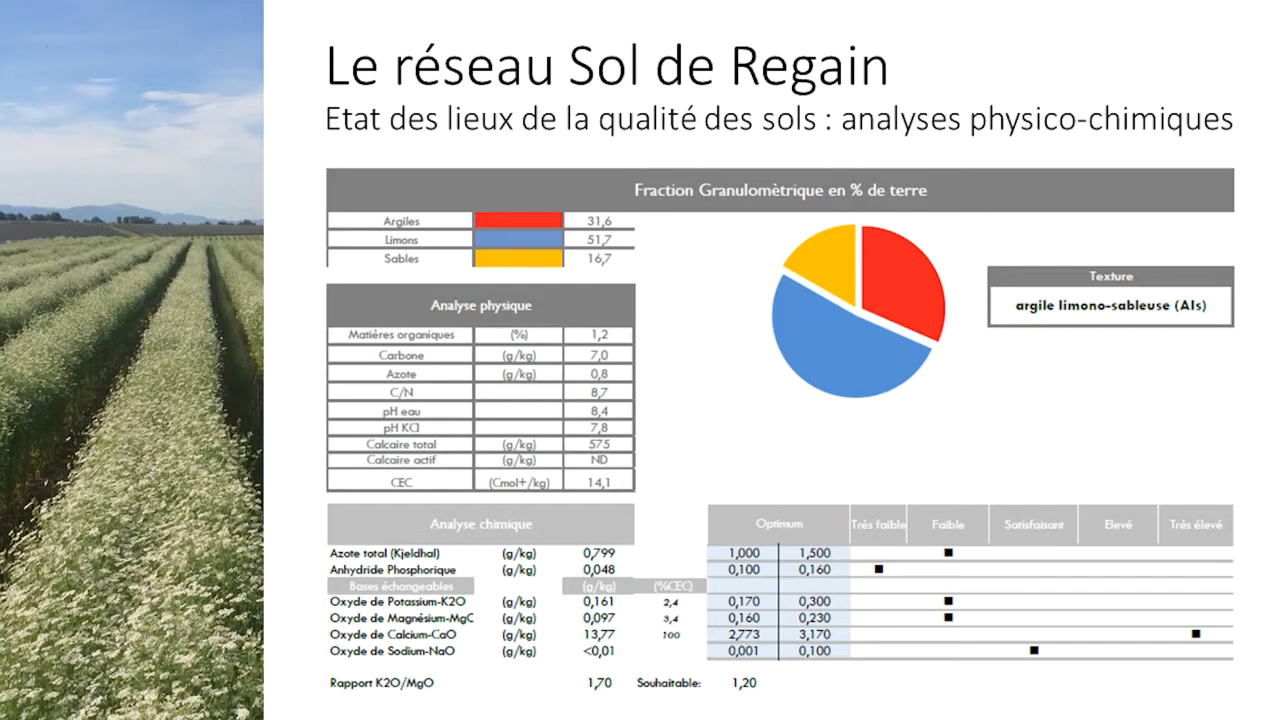 Le réseau Sol de Regain
Etat des lieux de la qualité des sols : analyses physico-chimiques
Fraction Granulomètrique en % de terre
Argiles 31,6
Limons 51,7
Sables 16,7
Texture
argile limono-sableuse (Als)
Analyse physique
Matières organiques (%) 1,2
Carbone (g/kg) 7,0
Azote (g/kg) 0,8
C/N 8,7
pH eau 8,4
pH KCl 7,8
Calcaire total (g/kg) 575
Calcaire actif (g/kg) ND
CEC (Cmol+/kg) 14,1
Analyse chimique Optimum Trés faible Faible Satisfaisant Elevé Très élevé
Azote total (Kjeldhal) (g/kg) 0,799 1,000 1,500
Anhydride Phosphorique (g/kg) 0,048 0,100 0,160
Bases échangeables (g/kg) (%CEC)
Oxyde de Potassium-K2O (g/kg) 0,161 2,4 0,170 0,300
Oxyde de Magnésium-MgC (g/kg) 0,097 3,4 0,160 0,230
Oxyde de Calcium-CaO (g/kg) 13,77 100 2,773 3,170
Oxyde de Sodium-NaO (g/kg) <0,01 0,001 0,100
Rapport K2O/MgO 1,70 Souhaitable: 1,20